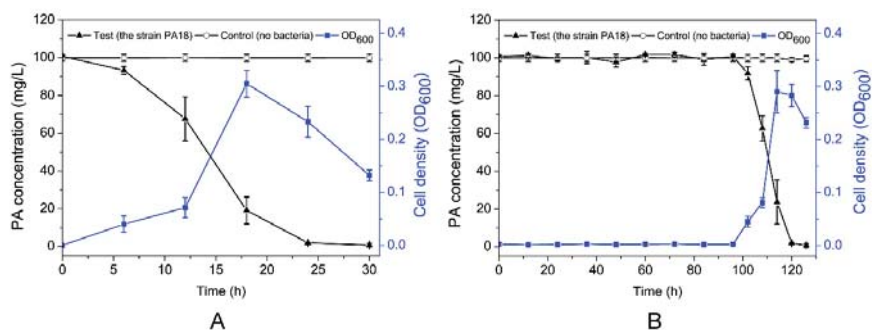 Test (the strain PA18) Control (no bacteria) OD600
PA concentration (mg/L)
120
100
80
60
40
20
0
Cell density (OD600)
0.4
0.3
0.2
0.1
0.0
0 5 10 15 20 25 30
Time (h)
A
Test (the strain PA18) Control (no bacteria) OD600
PA concentration (mg/L)
120
100
80
60
40
20
0
Cell density (OD600)
0.4
0.3
0.2
0.1
0.0
0 20 40 60 80 100 120
Time (h)
B